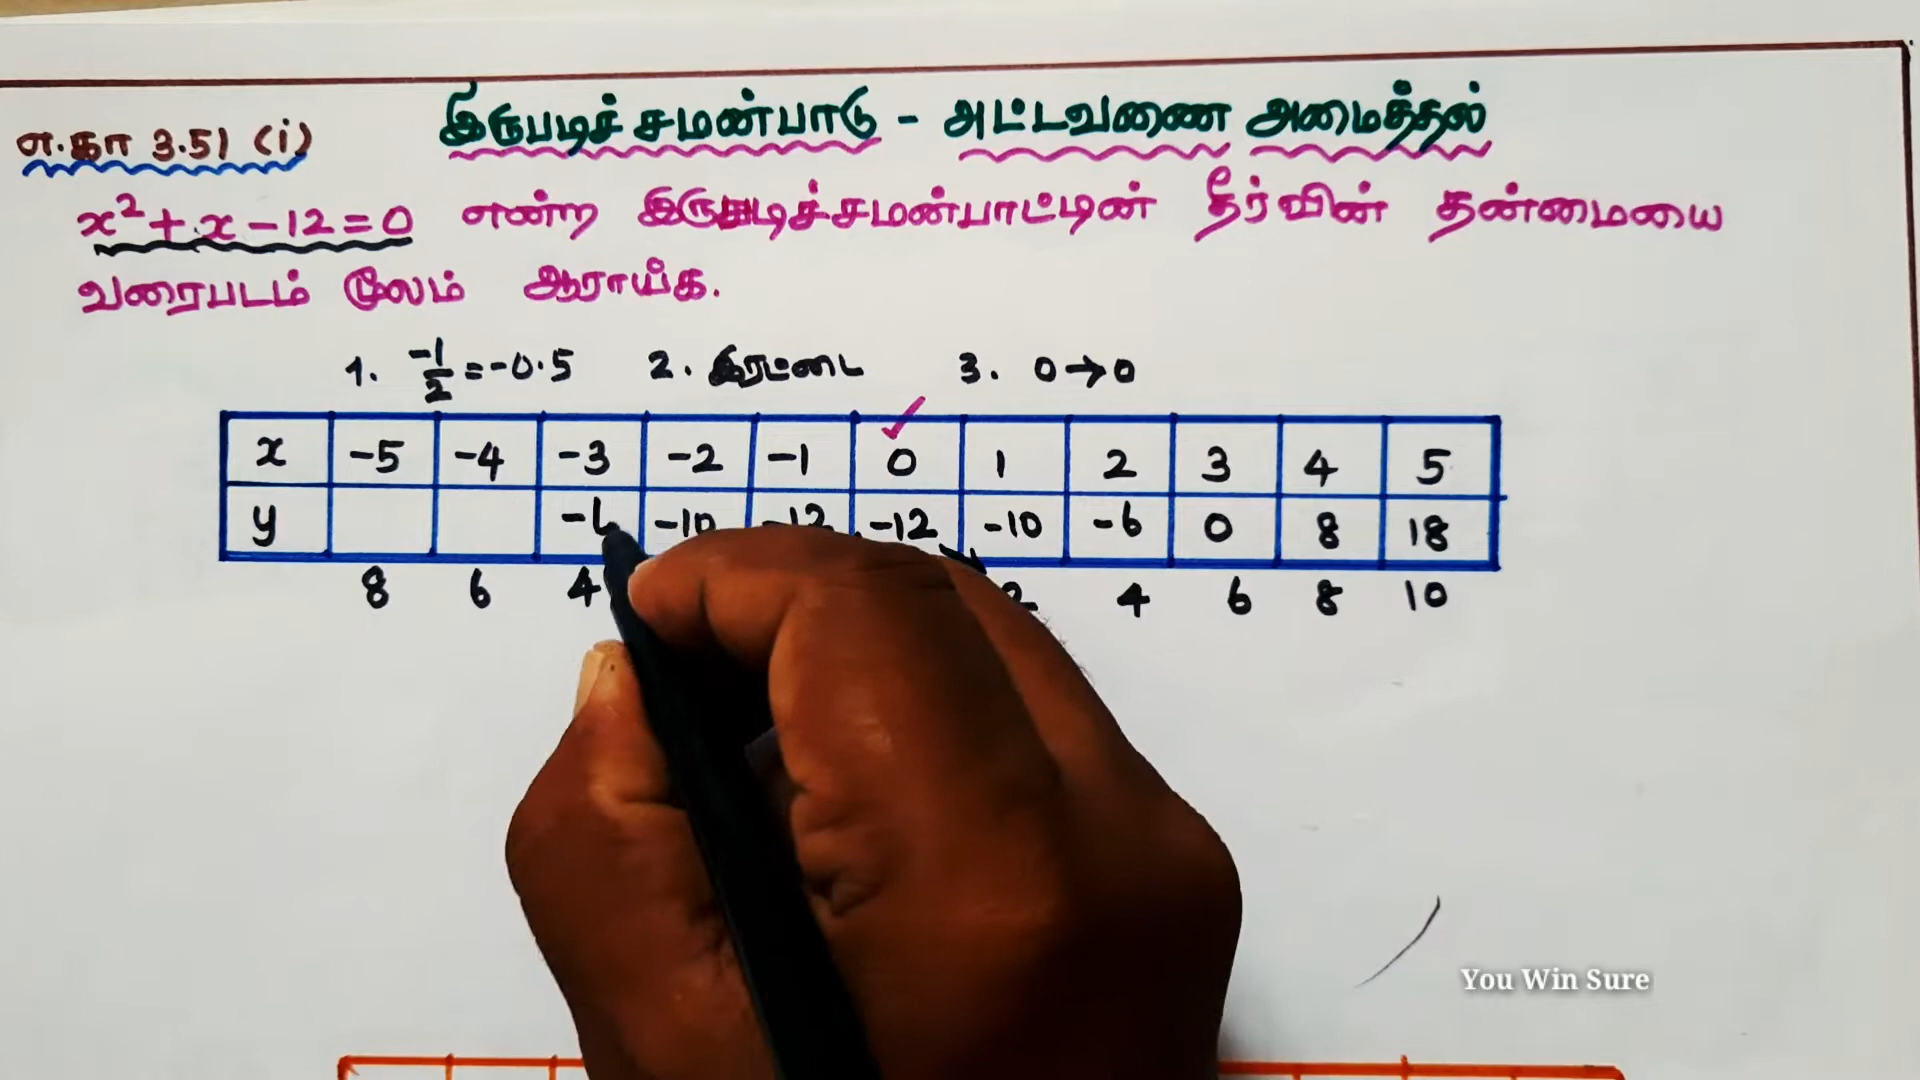 எ.கா 3.51 (i)
இருபடிச் சமன்பாடு - அட்டவணை அமைத்தல்
x² + x - 12 = 0 என்ற இருபடிச்சமன்பாட்டின் தீர்வின் தன்மையை
வரைபடம் மூலம் ஆராய்க.
1. -1/2 = -0.5 2. இரட்டை 3. 0→0
x -5 -4 -3 -2 -1 0 1 2 3 4 5
y -10 -12 -12 -10 -6 0 8 18
8 6 4 2 4 6 8 10
You Win Sure